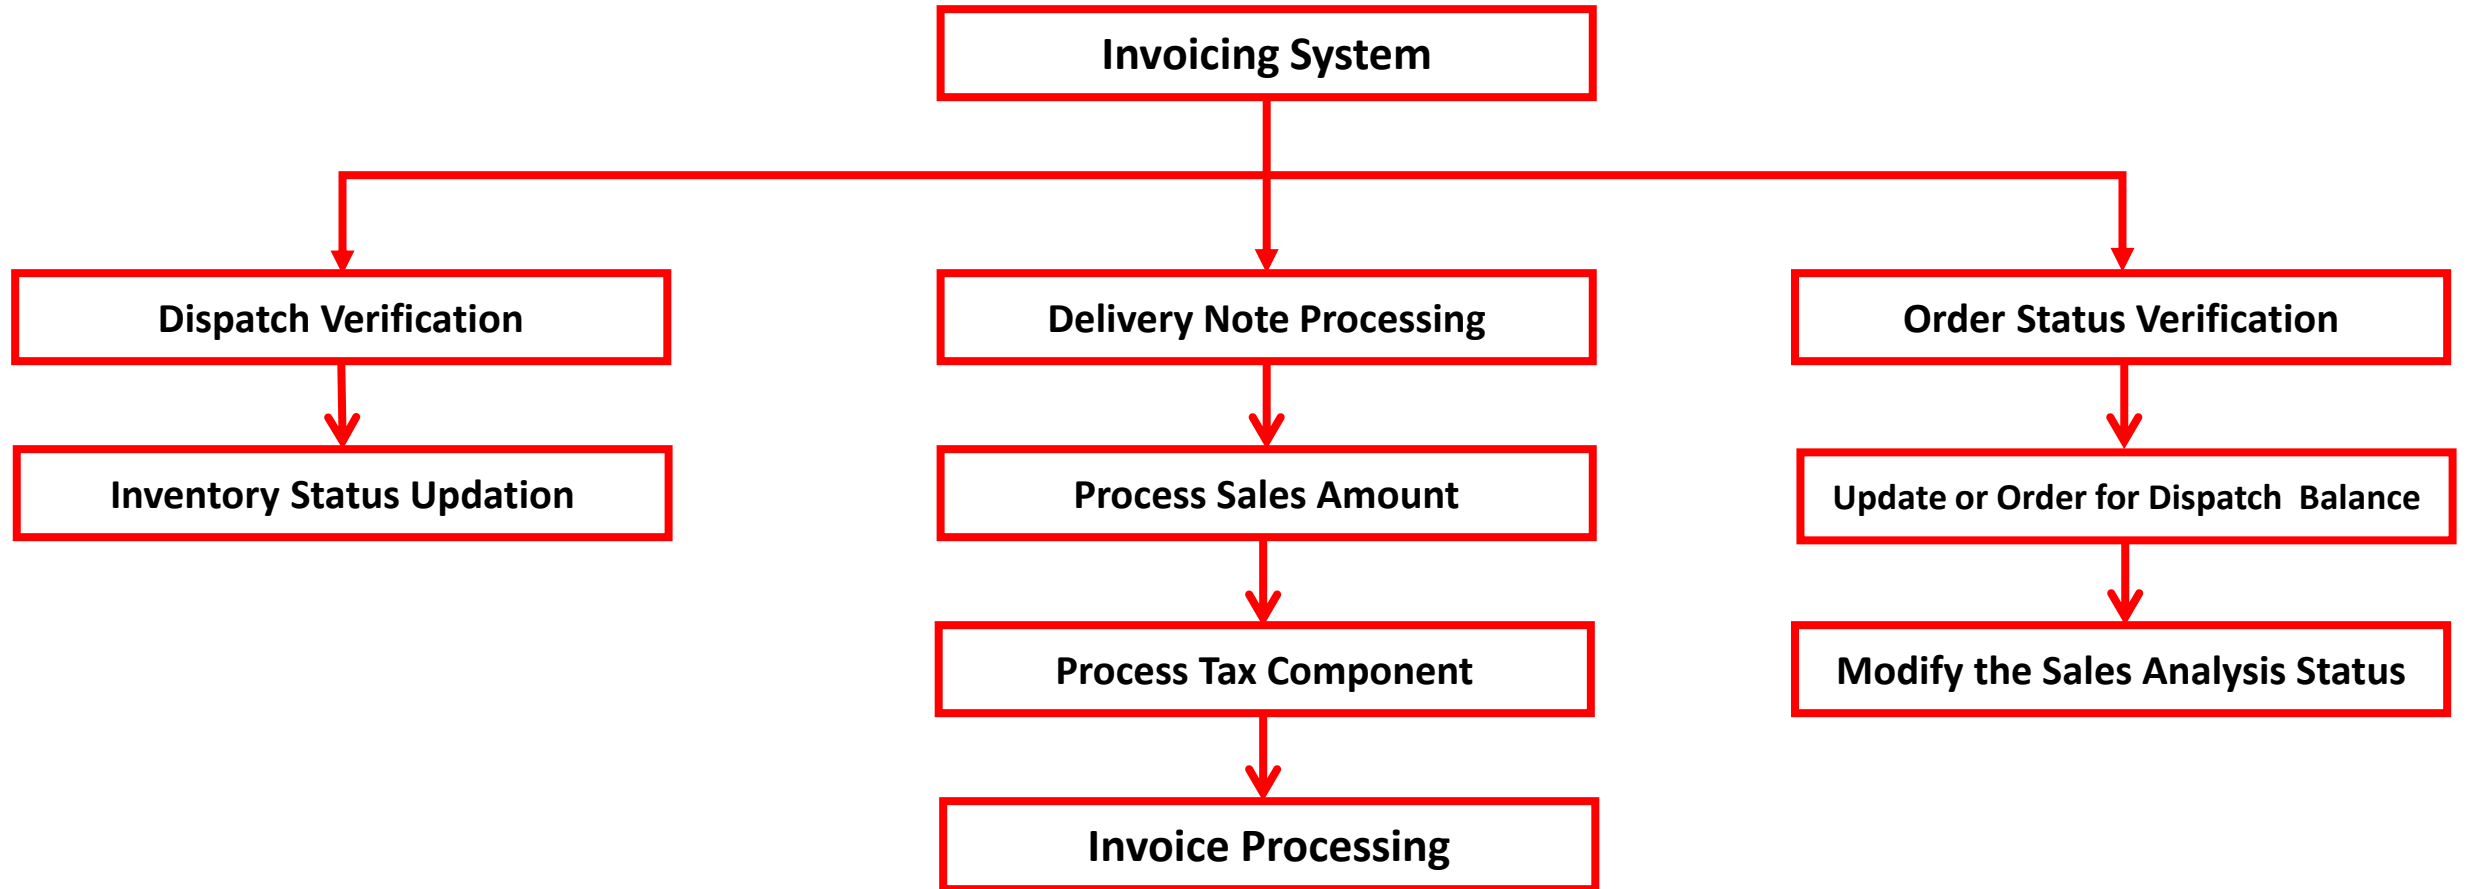 Invoicing System
Dispatch Verification
Delivery Note Processing
Order Status Verification
Inventory Status Updation
Process Sales Amount
Update or Order for Dispatch  Balance
Process Tax Component
Modify the Sales Analysis Status
Invoice Processing